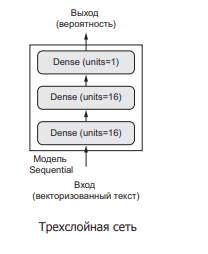 Выход
(вероятность)
Dense (units=1)
Dense (units=16)
Dense (units=16)
Модель
Sequential
Вход
(векторизованный текст)
Трехслойная сеть